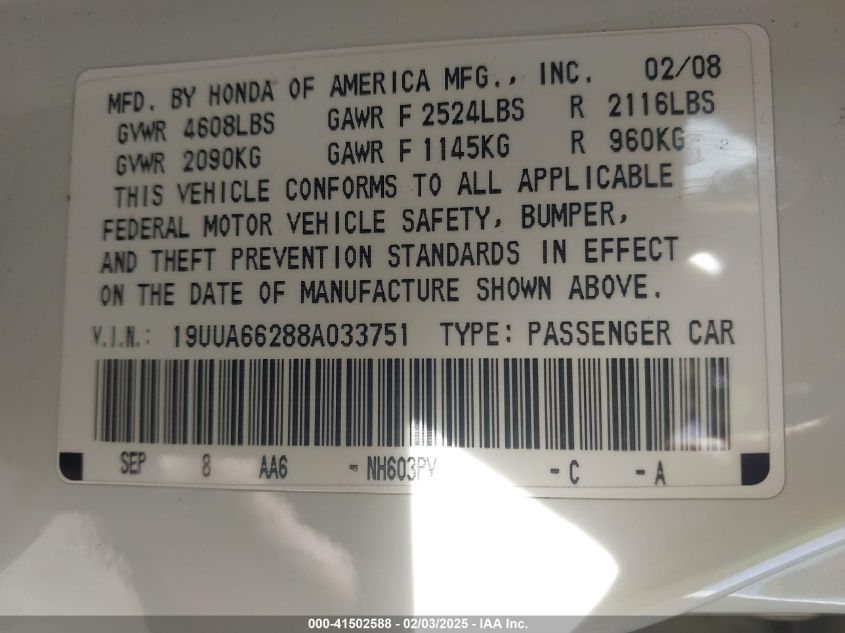 MFD. BY HONDA OF AMERICA MFG., INC. 02/08
GVWR 4608LBS GAWR F 2524LBS R 2116LBS
GVWR 2090KG GAWR F 1145KG R 960KG
THIS VEHICLE CONFORMS TO ALL APPLICABLE
FEDERAL MOTOR VEHICLE SAFETY, BUMPER,
AND THEFT PREVENTION STANDARDS IN EFFECT
ON THE DATE OF MANUFACTURE SHOWN ABOVE.
V.I.N.: 19UUA66288A033751 TYPE: PASSENGER CAR
SEP 8 AA6 - NH603PV - C - A
000-41502588 - 02/03/2025 - IAA Inc.